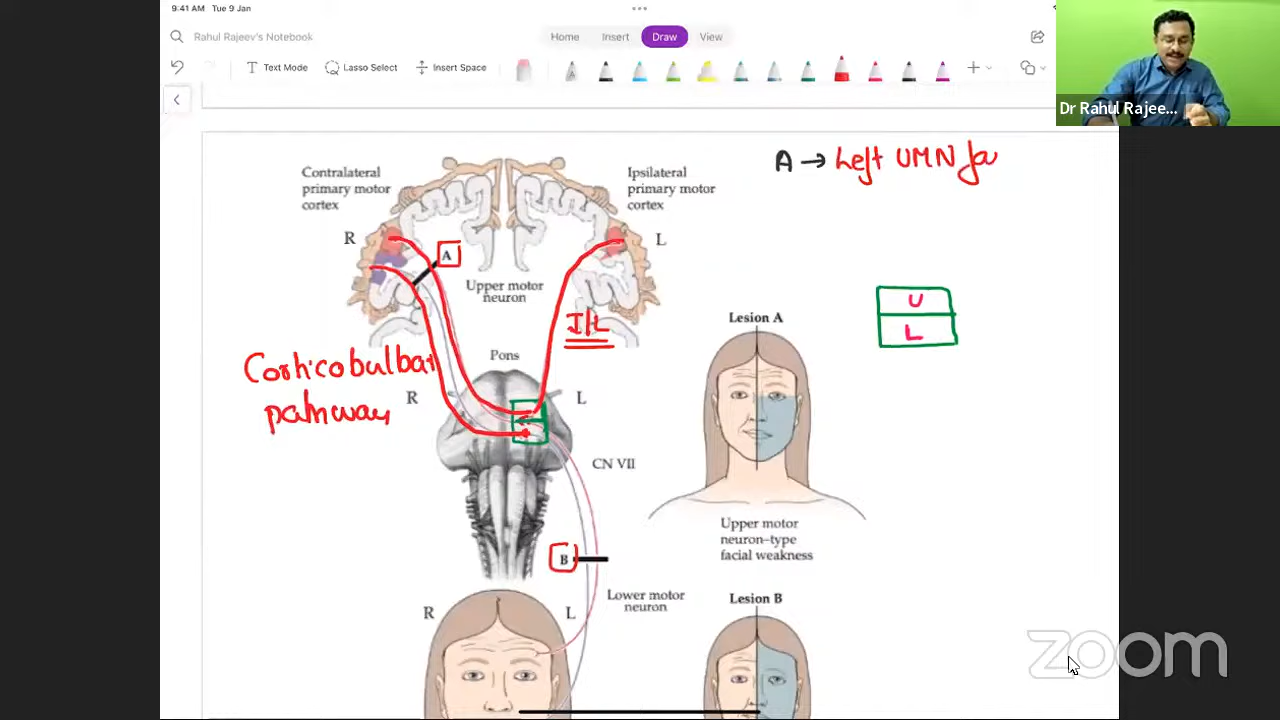 9:41 AM Tue 9 Jan
Rahul Rajeev's Notebook
Home Insert Draw View
Text Mode Lasso Select Insert Space
Dr Rahul Rajee...
A → Left UMN fa
Contralateral
primary motor
cortex
Ipsilateral
primary motor
cortex
R
L
A
Upper motor
neuron
I/L
U
L
Lesion A
Pons
Corticobulbar
pathway
R
L
CN VII
Upper motor
neuron–type
facial weakness
B
Lower motor
neuron
Lesion B
R
L
zoom